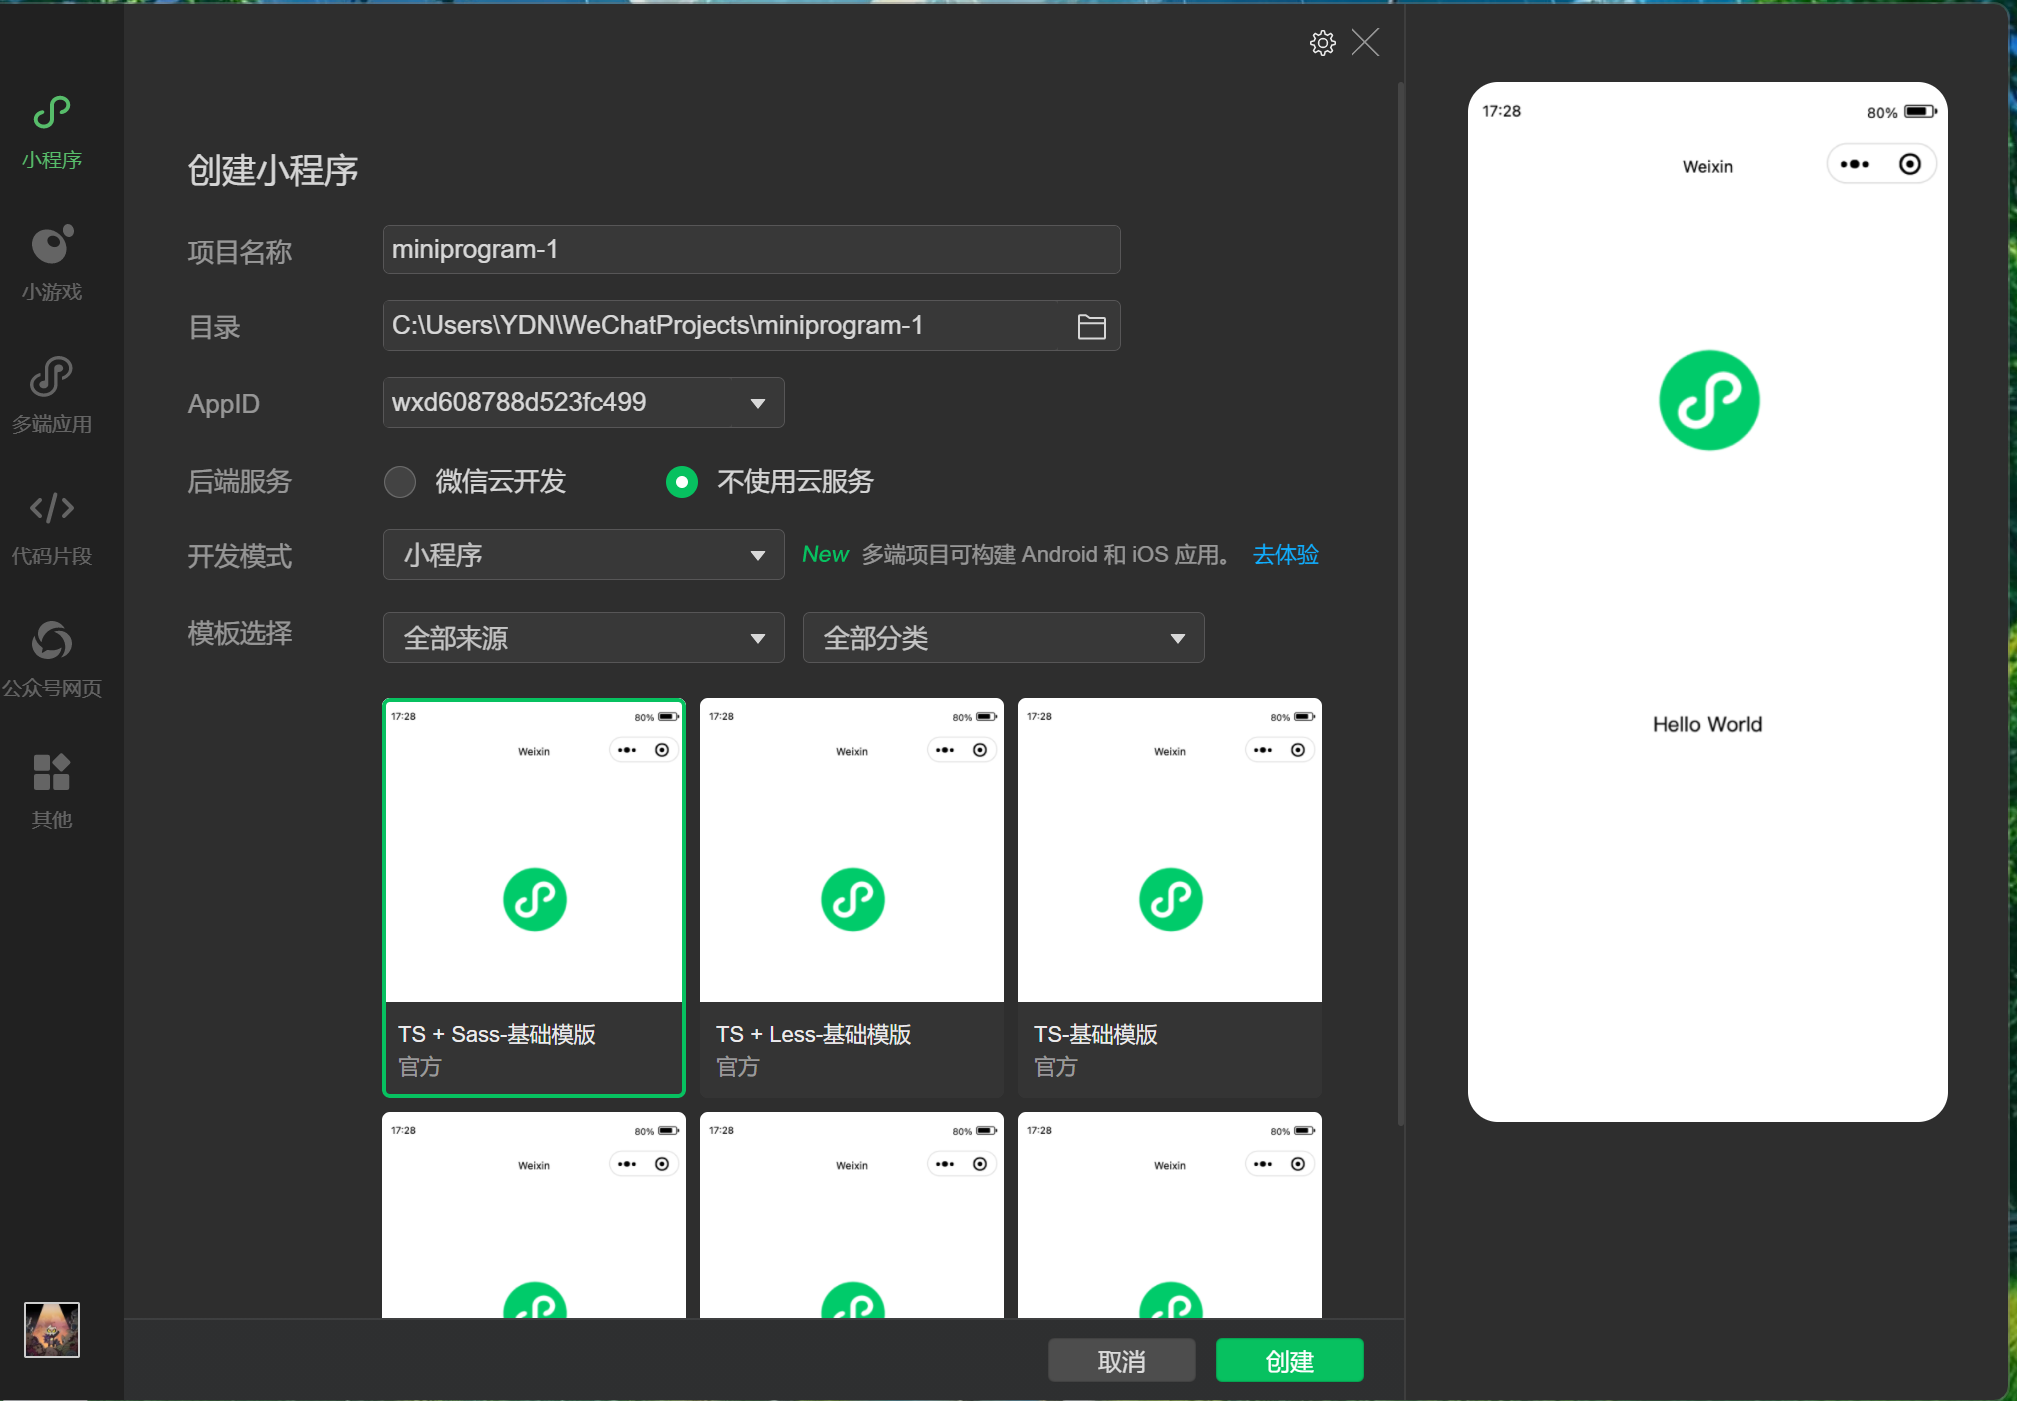 小程序
小游戏
多端应用
代码片段
公众号网页
其他
创建小程序
项目名称
miniprogram-1
目录
C:\Users\YDN\WeChatProjects\miniprogram-1
AppID
wxd608788d523fc499
后端服务
微信云开发 不使用云服务
开发模式
小程序
New 多端项目可构建 Android 和 iOS 应用。 去体验
模板选择
全部来源 全部分类
17:28 80%
Weixin
TS + Sass-基础模版
官方
17:28 80%
Weixin
TS + Less-基础模版
官方
17:28 80%
Weixin
TS-基础模版
官方
17:28 80%
Weixin
17:28 80%
Weixin
17:28 80%
Weixin
取消 创建
17:28 80%
Weixin
Hello World